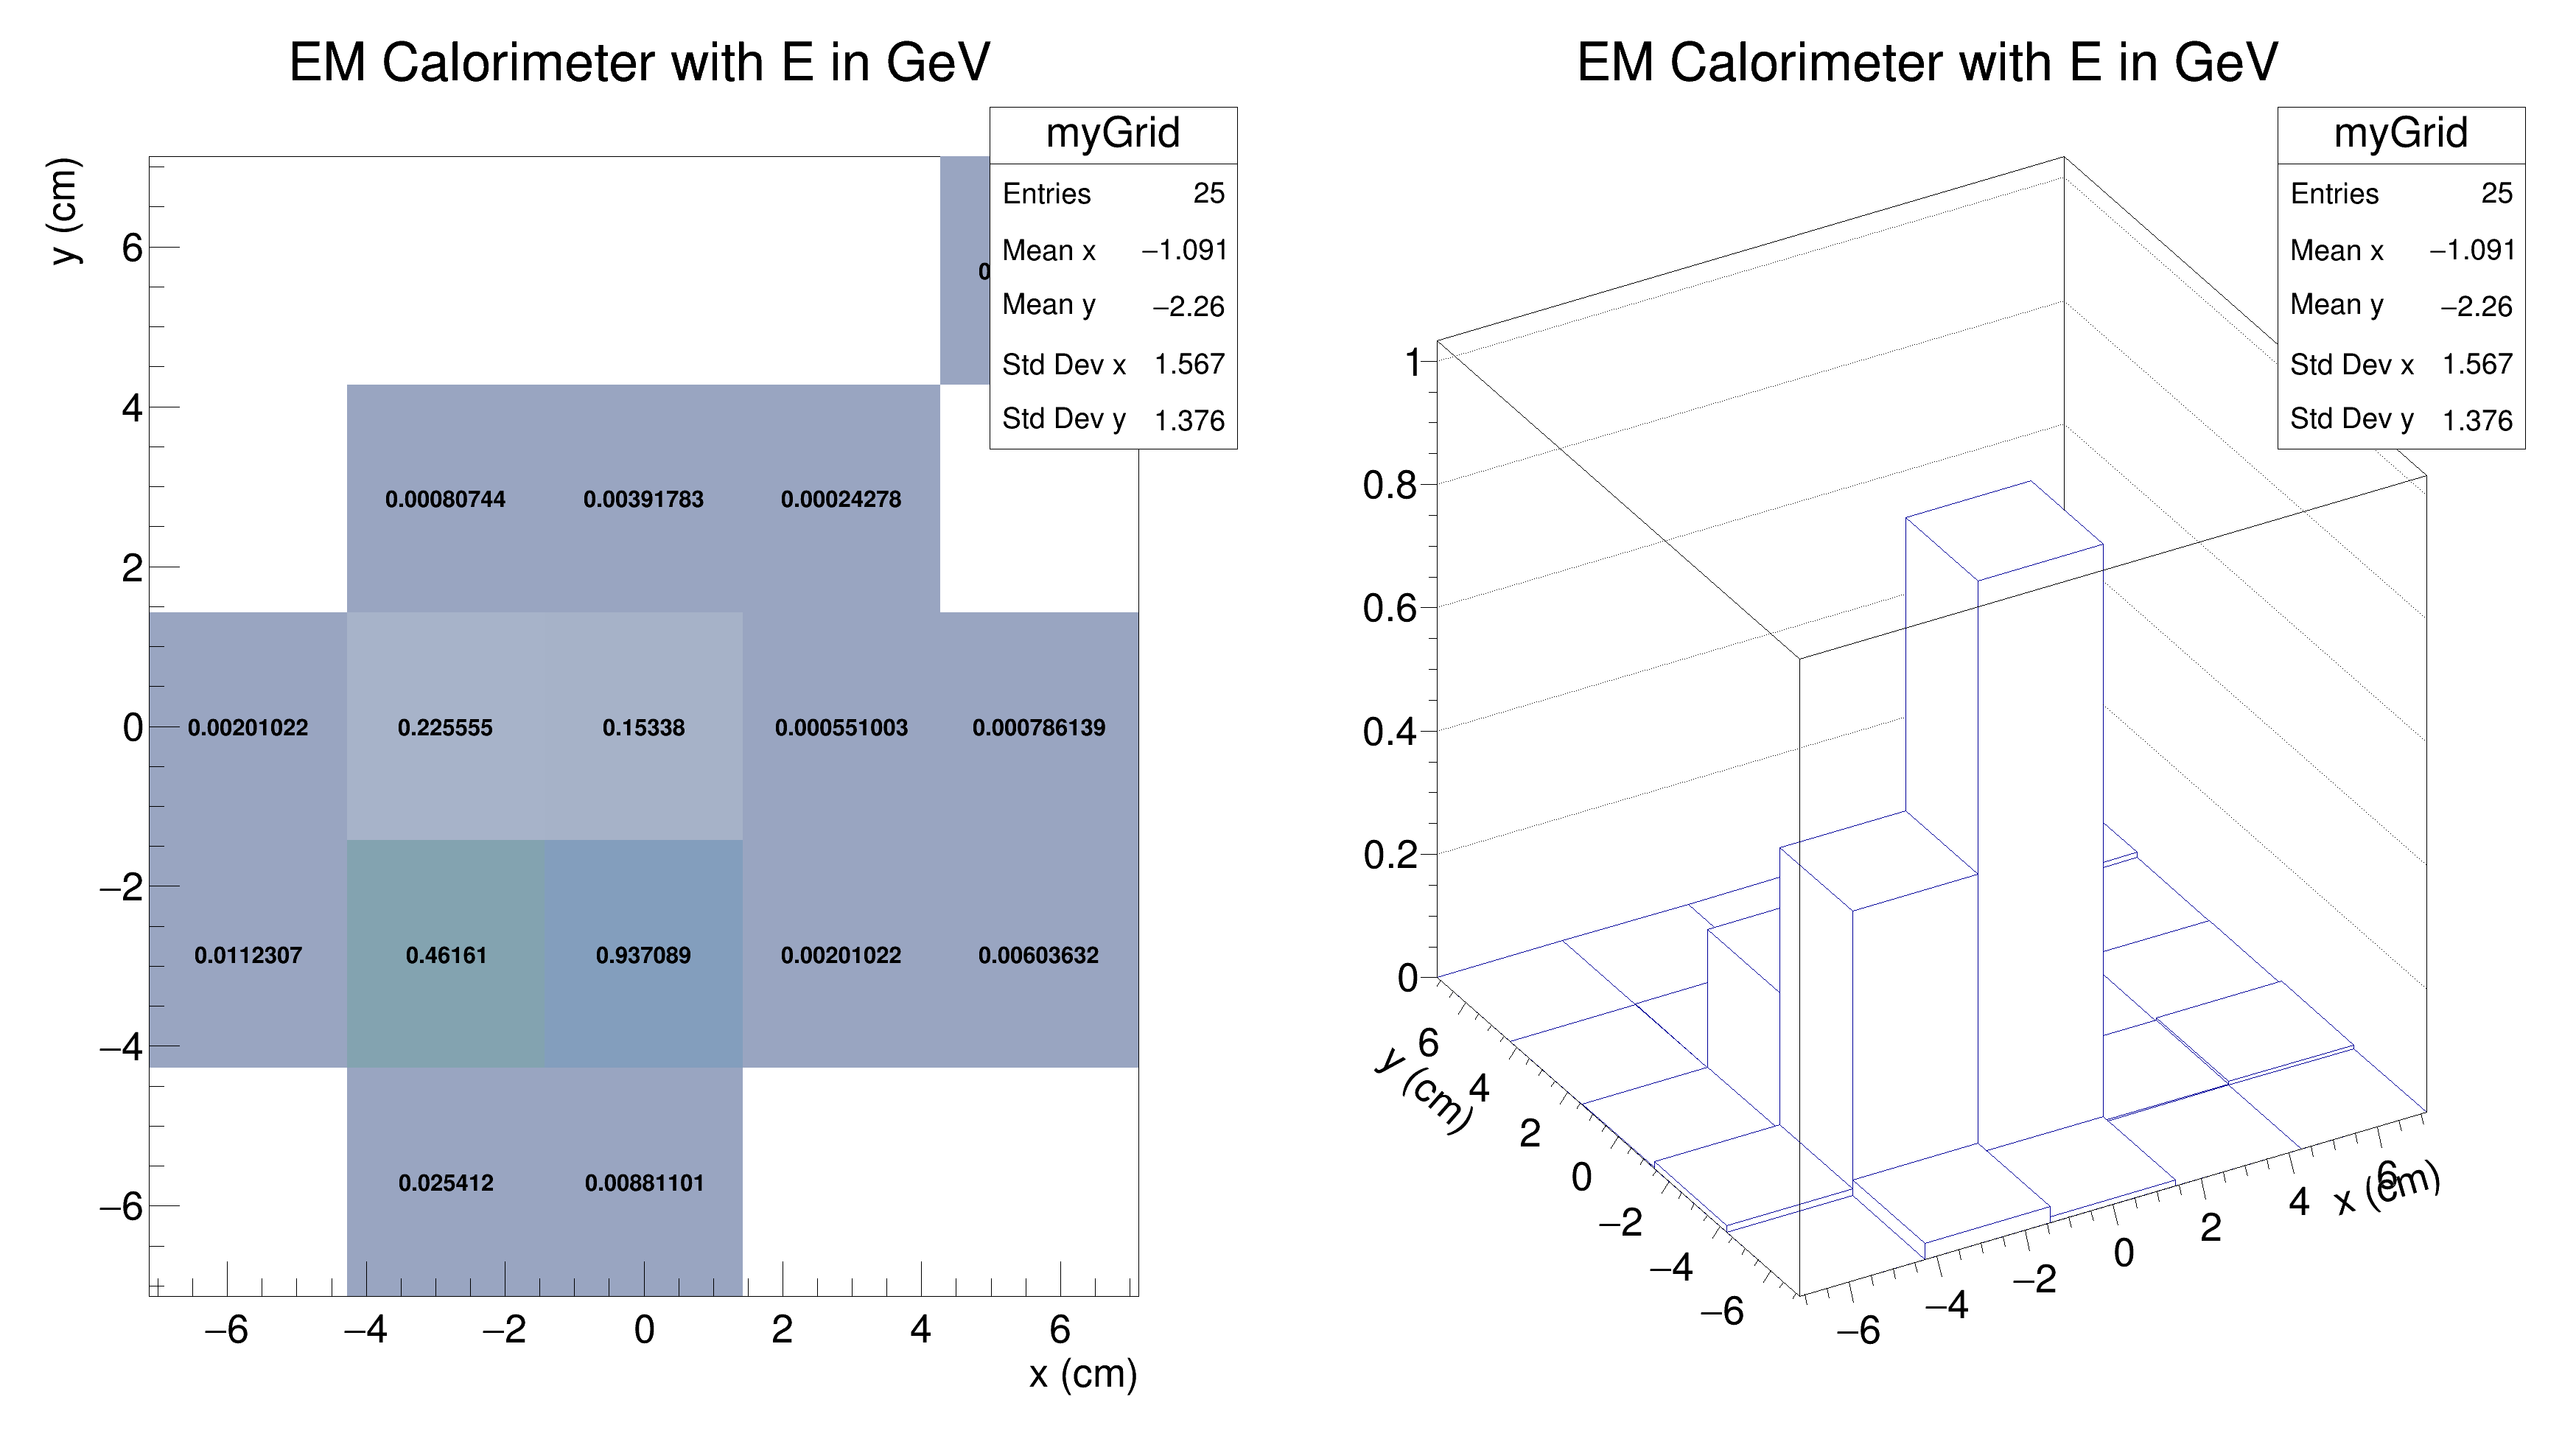 EM Calorimeter with E in GeV
myGrid
Entries 25
Mean x −1.091
Mean y −2.26
Std Dev x 1.567
Std Dev y 1.376
y (cm)
6
4
2
0
−2
−4
−6
0
0.00080744 0.00391783 0.00024278
0.00201022 0.225555 0.15338 0.000551003 0.000786139
0.0112307 0.46161 0.937089 0.00201022 0.00603632
0.025412 0.00881101
−6 −4 −2 0 2 4 6
x (cm)
EM Calorimeter with E in GeV
myGrid
Entries 25
Mean x −1.091
Mean y −2.26
Std Dev x 1.567
Std Dev y 1.376
1
0.8
0.6
0.4
0.2
0
6
4
2
0
−2
−4
−6
y (cm)
−6 −4 −2 0 2 4 6
x (cm)